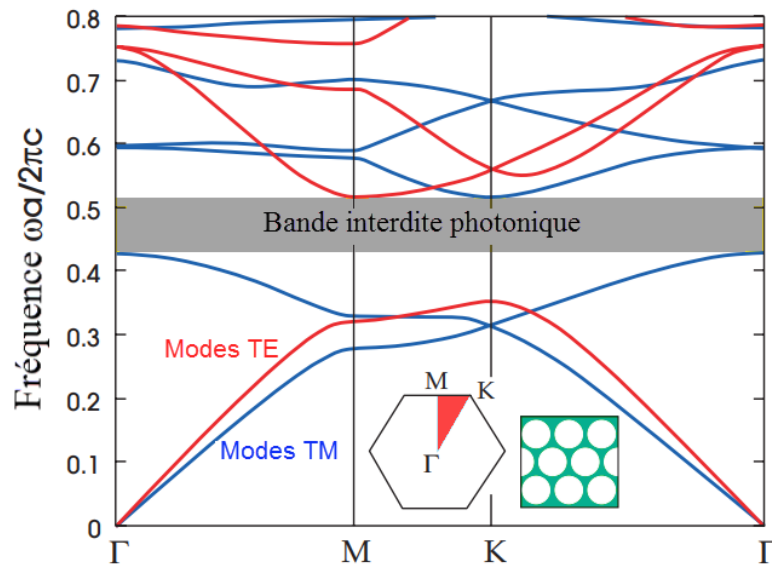 Fréquence ωa/2πc
0.8
0.7
0.6
0.5
0.4
0.3
0.2
0.1
0
Bande interdite photonique
Modes TE
Modes TM
M
K
Γ
Γ
M
K
Γ